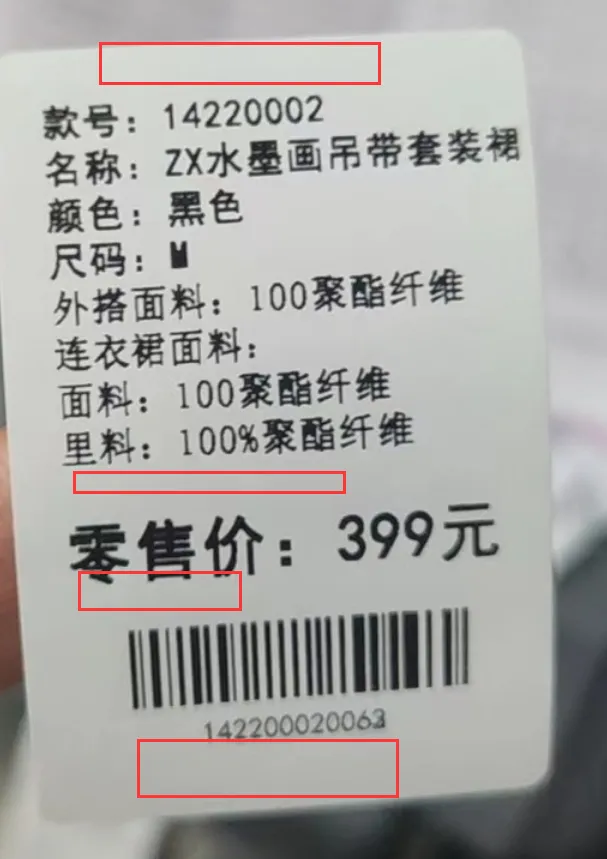 款号：14220002
名称：ZX水墨画吊带套装裙
颜色：黑色
尺码：M
外搭面料：100聚酯纤维
连衣裙面料：
面料：100聚酯纤维
里料：100%聚酯纤维
零售价：399元
142200020063